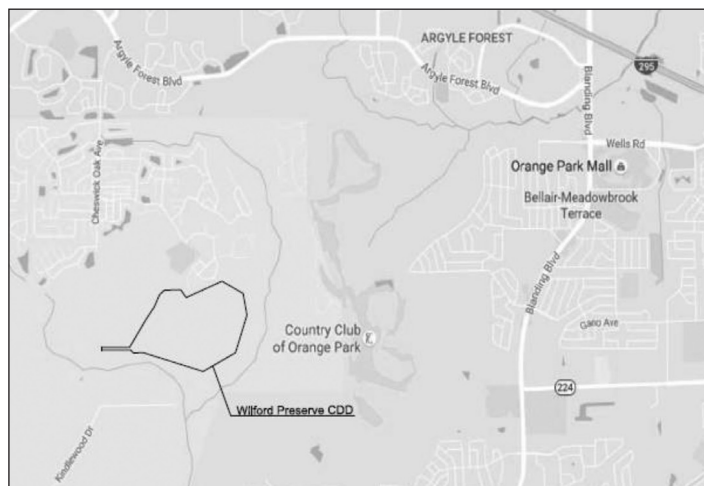 ARGYLE FOREST
Argyle Forest Blvd
Argyle Forest Blvd
295
Blanding Blvd
Wells Rd
Cheswick Oak Ave
Orange Park Mall
Bellair-Meadowbrook
Terrace
Blanding Blvd
Gano Ave
Country Club
of Orange Park
224
Wilford Preserve CDD
Kindlewood Dr